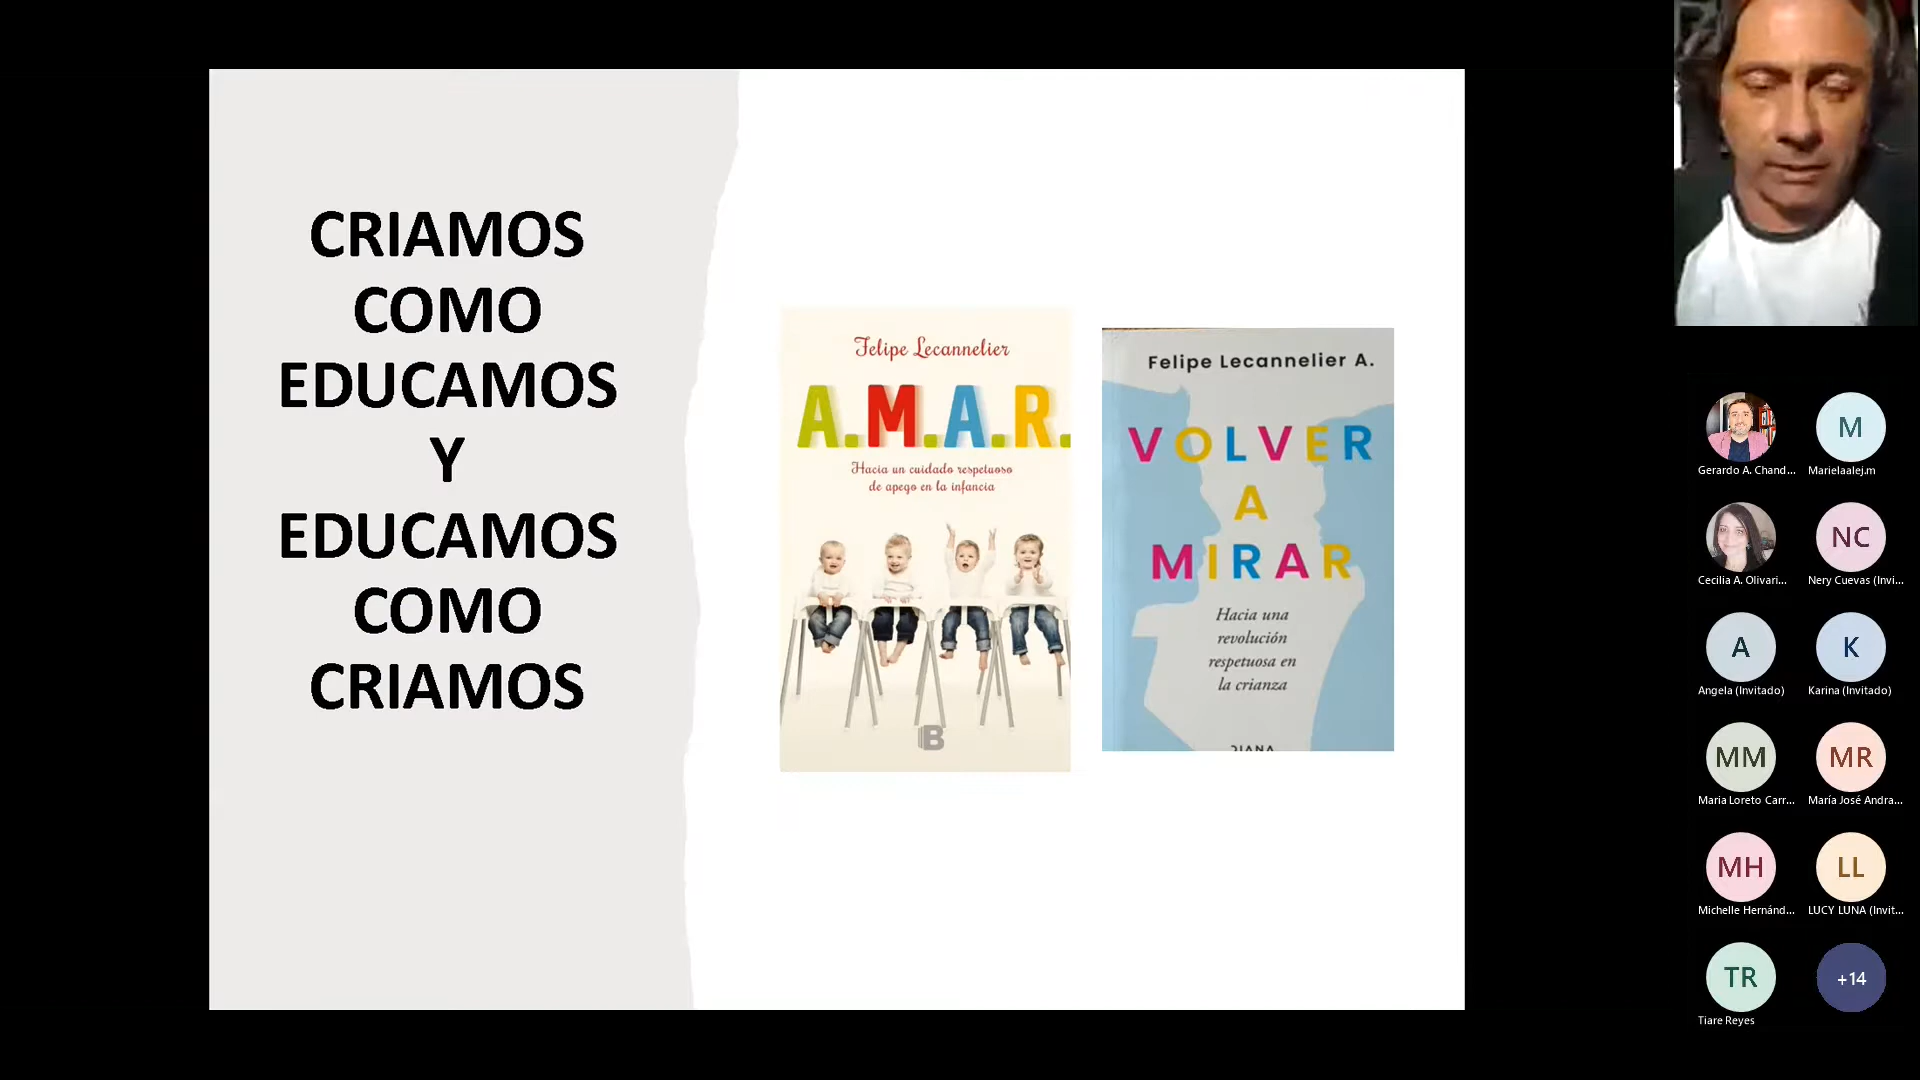 CRIAMOS
COMO
EDUCAMOS
Y
EDUCAMOS
COMO
CRIAMOS
Felipe Lecannelier
A.M.A.R.
Hacia un cuidado respetuoso
de apego en la infancia
B
Felipe Lecannelier A.
VOLVER
A
MIRAR
Hacia una
revolución
respetuosa en
la crianza
DIANA
Gerardo A. Chand...
M
Marielaalej.m
Cecilia A. Olivari...
NC
Nery Cuevas (Invi...
A
Angela (Invitado)
K
Karina (Invitado)
MM
Maria Loreto Carr...
MR
María José Andra...
MH
Michelle Hernánd...
LL
LUCY LUNA (Invit...
TR
Tiare Reyes
+14